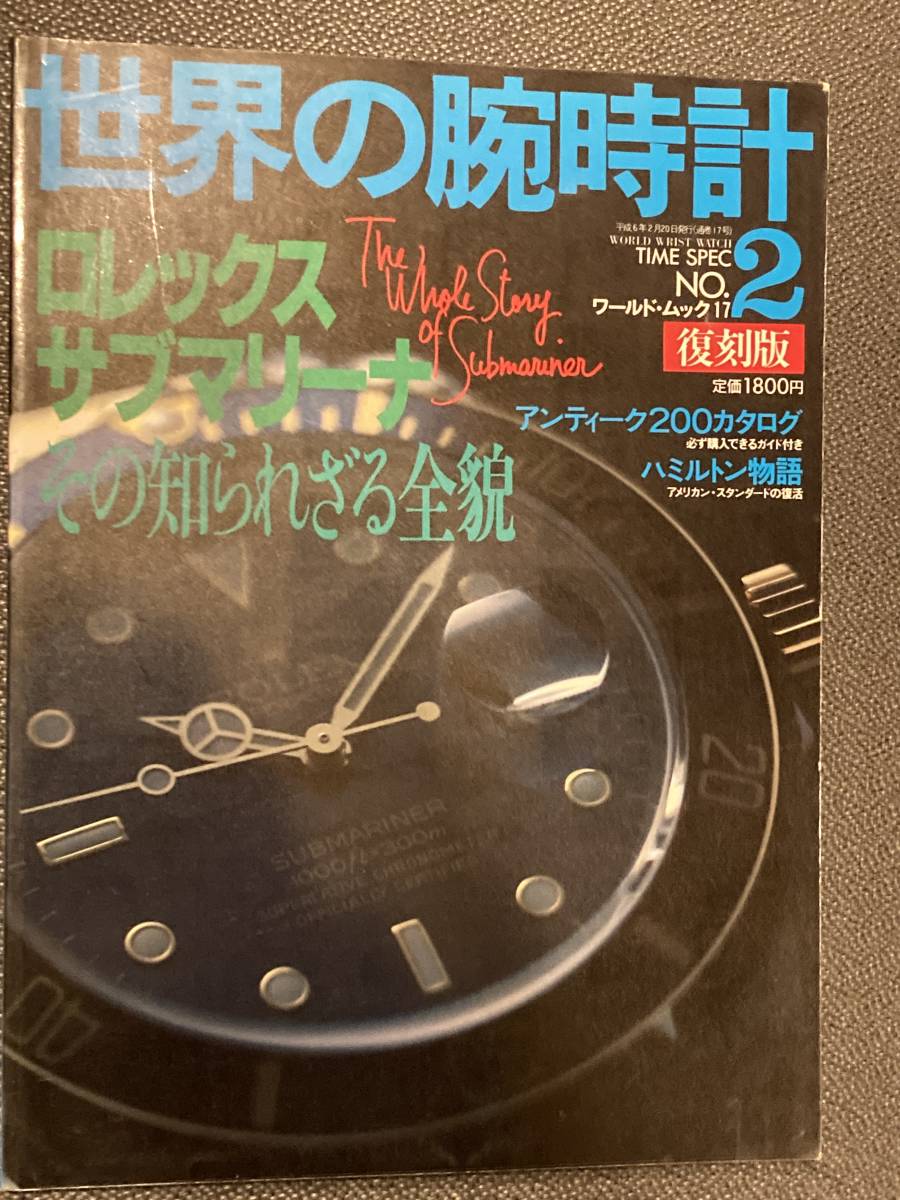 世界の腕時計
平成6年2月20日発行(通巻17号)
WORLD WRIST WATCH
TIME SPEC
NO.2
ワールド・ムック17
復刻版
定価1800円
ロレックス
サブマリーナ
その知られざる全貌
The
Whole Story
of
Submariner
アンティーク200カタログ
必ず購入できるガイド付き
ハミルトン物語
アメリカン・スタンダードの復活
SUBMARINER
1000ft=300m
SUPERLATIVE CHRONOMETER
OFFICIALLY CERTIFIED
20
40